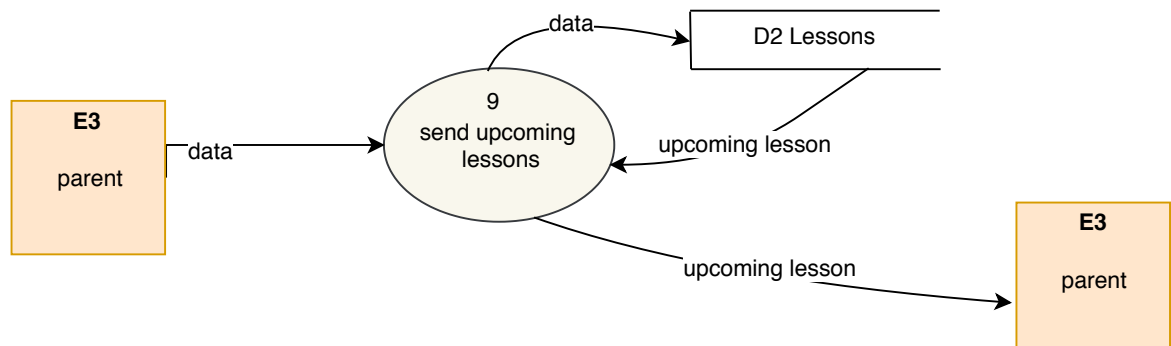 data
D2 Lessons
E3
parent
data
9
send upcoming
lessons
upcoming lesson
upcoming lesson
E3
parent